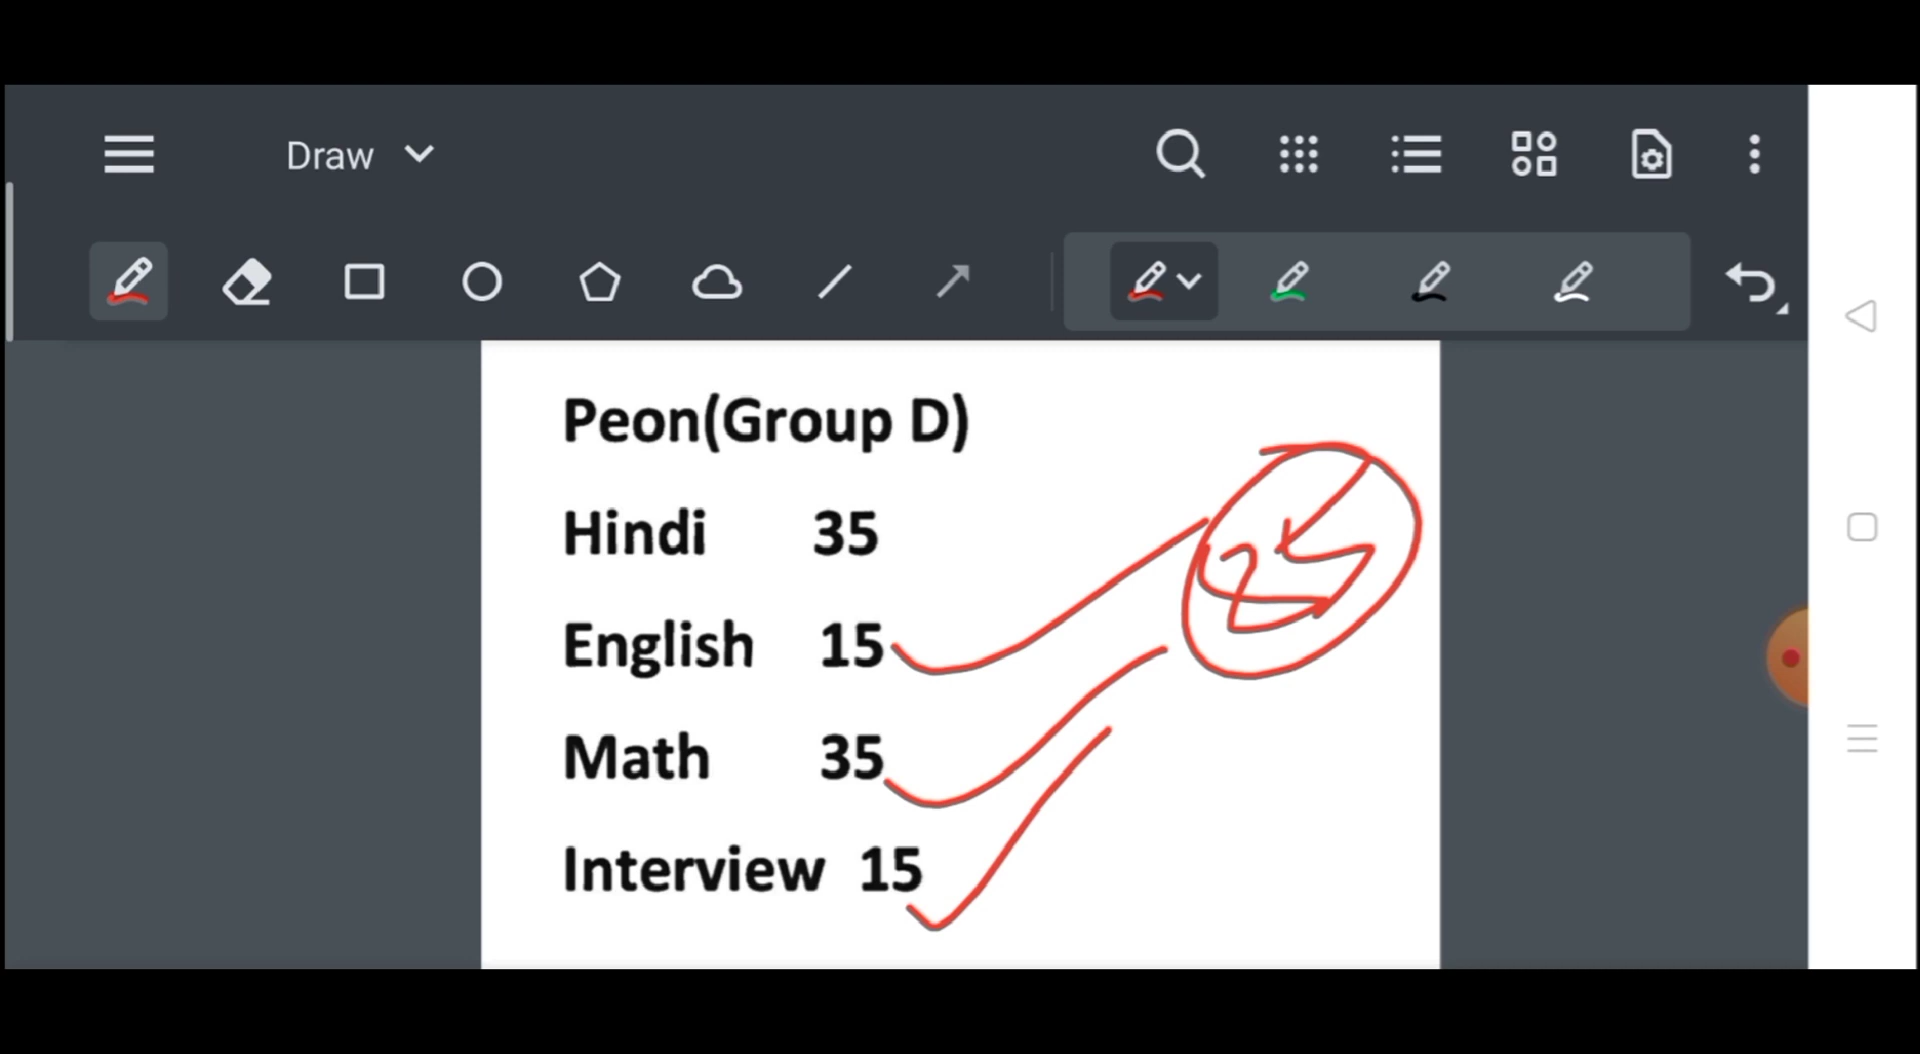 Draw
Peon(Group D)
Hindi 35
English 15
Math 35
Interview 15
25